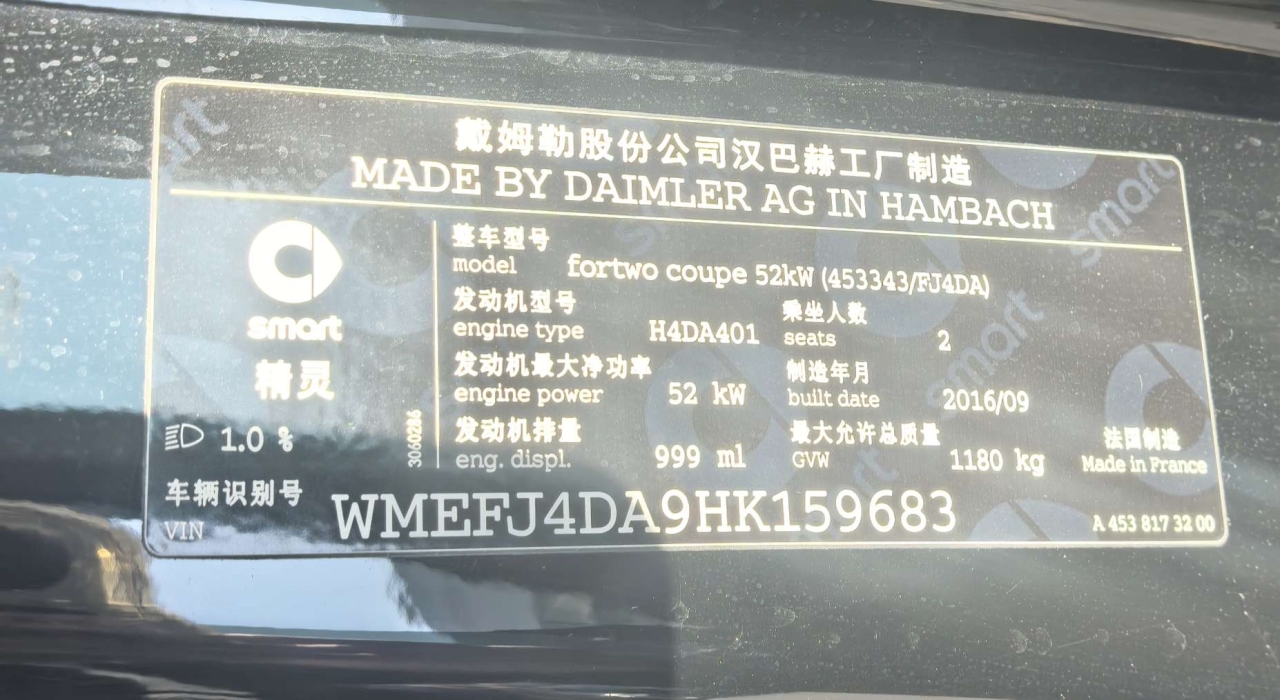 戴姆勒股份公司汉巴赫工厂制造
MADE BY DAIMLER AG IN HAMBACH
smart
精灵
1.0 %
3060286
整车型号
model fortwo coupe 52kW (453343/FJ4DA)
发动机型号
engine type H4DA401
乘坐人数
seats 2
发动机最大净功率
engine power 52 kW
制造年月
built date 2016/09
发动机排量
eng. displ. 999 ml
最大允许总质量
GVW 1180 kg
法国制造
Made in France
车辆识别号
VIN WMEFJ4DA9HK159683
A 453 817 32 00
smart
smart
smart